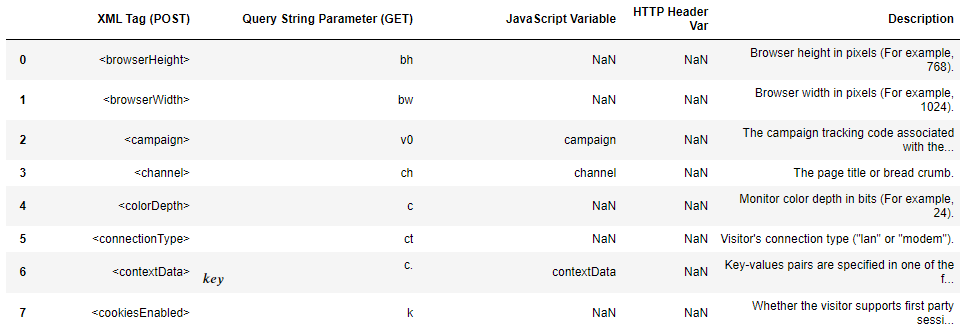 XML Tag (POST) Query String Parameter (GET) JavaScript Variable HTTP Header Var Description
0 <browserHeight> bh NaN NaN Browser height in pixels (For example, 768).
1 <browserWidth> bw NaN NaN Browser width in pixels (For example, 1024).
2 <campaign> v0 campaign NaN The campaign tracking code associated with the...
3 <channel> ch channel NaN The page title or bread crumb.
4 <colorDepth> c NaN NaN Monitor color depth in bits (For example, 24).
5 <connectionType> ct NaN NaN Visitor's connection type ("lan" or "modem").
6 <contextData> c. key contextData NaN Key-values pairs are specified in one of the f...
7 <cookiesEnabled> k NaN NaN Whether the visitor supports first party sessi...